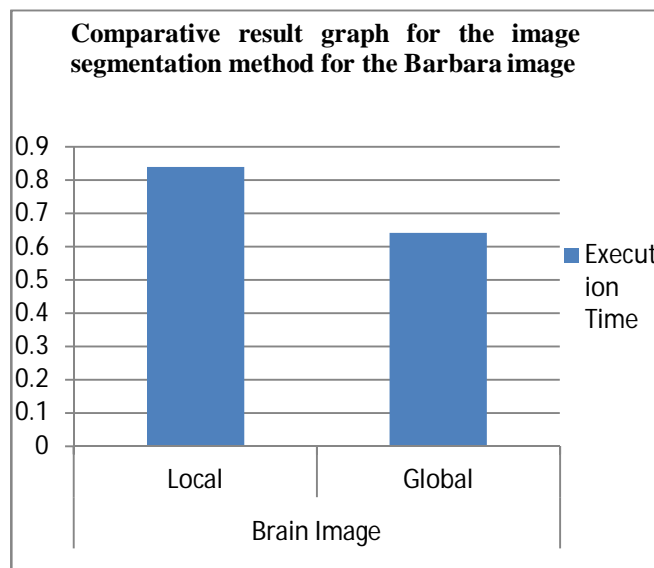 Comparative result graph for the image
segmentation method for the Barbara image
0.9
0.8
0.7
0.6
0.5
0.4
0.3
0.2
0.1
0
Execut
ion
Time
Local Global
Brain Image